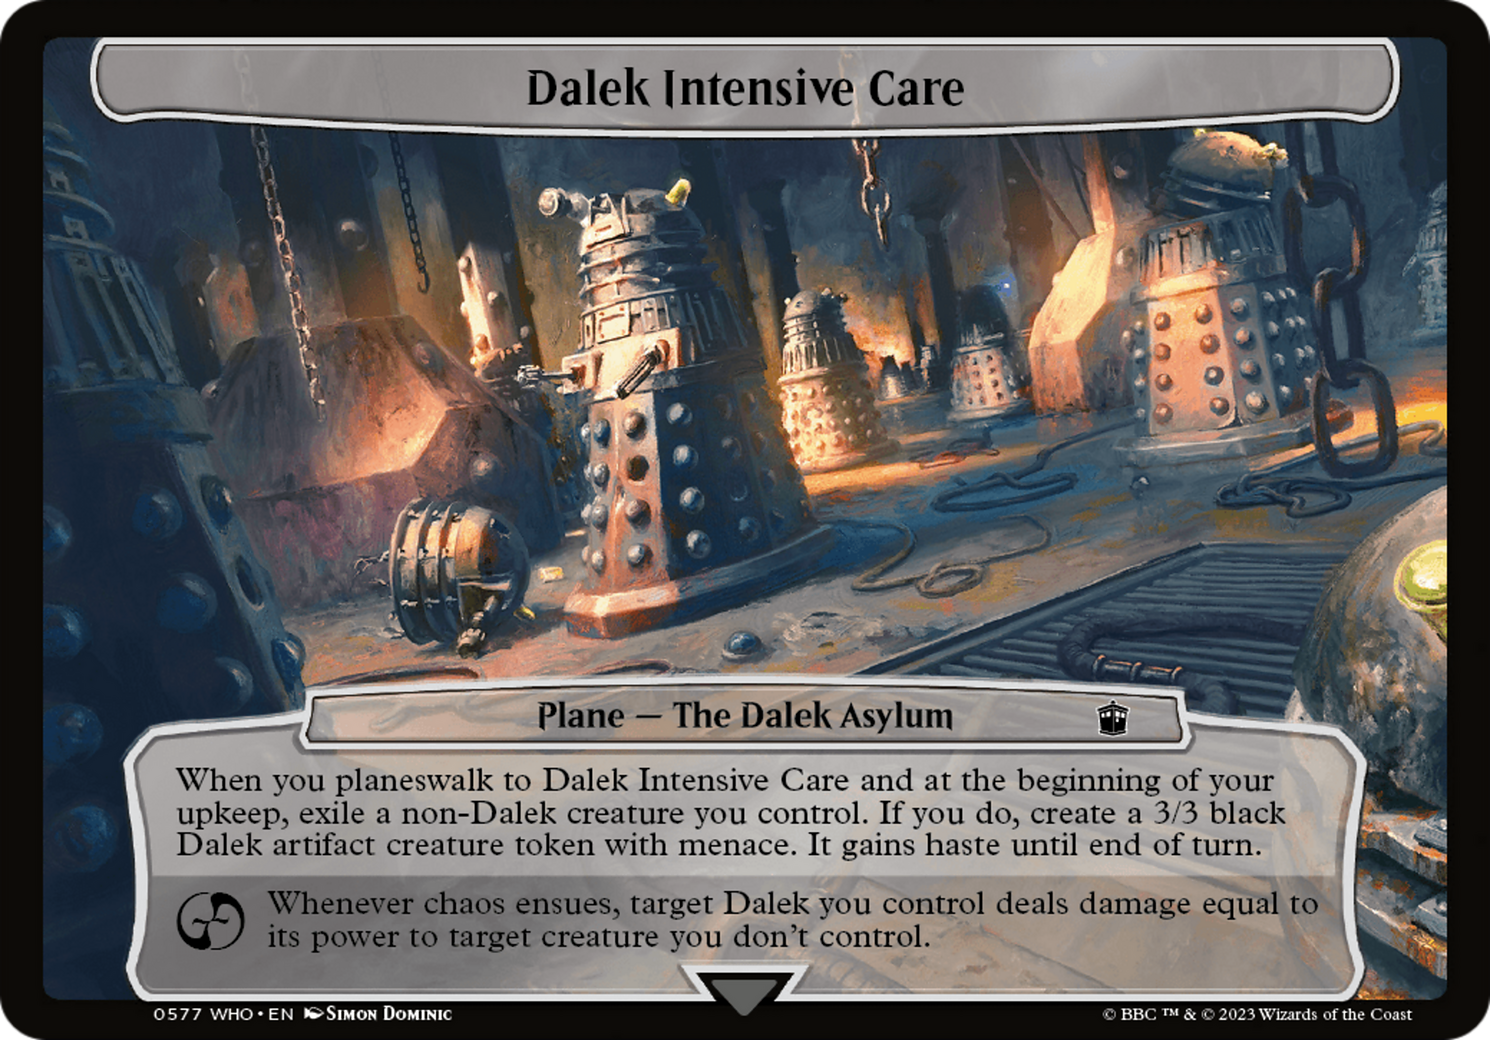 Dalek Intensive Care
Plane — The Dalek Asylum
When you planeswalk to Dalek Intensive Care and at the beginning of your
upkeep, exile a non-Dalek creature you control. If you do, create a 3/3 black
Dalek artifact creature token with menace. It gains haste until end of turn.
Whenever chaos ensues, target Dalek you control deals damage equal to
its power to target creature you don't control.
0577 WHO • EN Simon Dominic
© BBC ™ & © 2023 Wizards of the Coast